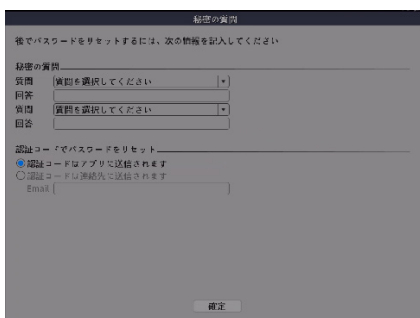 秘密の質問
後でパスワードをリセットするには、次の情報を記入してください
秘密の質問
質問 質問を選択してください
回答
質問 質問を選択してください
回答
認証コードでパスワードをリセット
認証コードはアプリに送信されます
認証コードは連絡先に送信されます
Email
確定